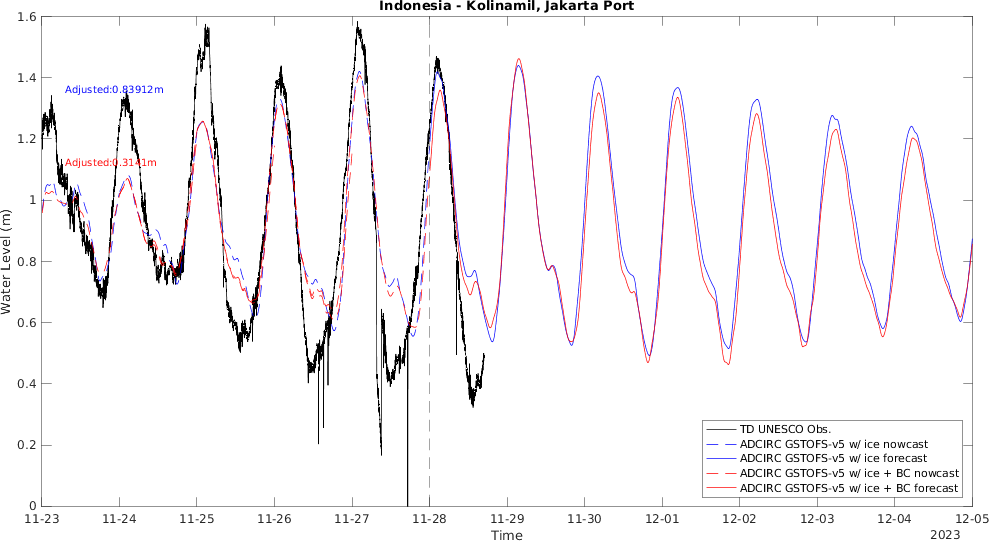 Indonesia - Kolinamil, Jakarta Port
1.6
1.4
1.2
1
0.8
0.6
0.4
0.2
0
Water Level (m)
Adjusted:0.83912m
Adjusted:0.3141m
TD UNESCO Obs.
ADCIRC GSTOFS-v5 w/ ice nowcast
ADCIRC GSTOFS-v5 w/ ice forecast
ADCIRC GSTOFS-v5 w/ ice + BC nowcast
ADCIRC GSTOFS-v5 w/ ice + BC forecast
11-23 11-24 11-25 11-26 11-27 11-28 11-29 11-30 12-01 12-02 12-03 12-04 12-05
Time
2023